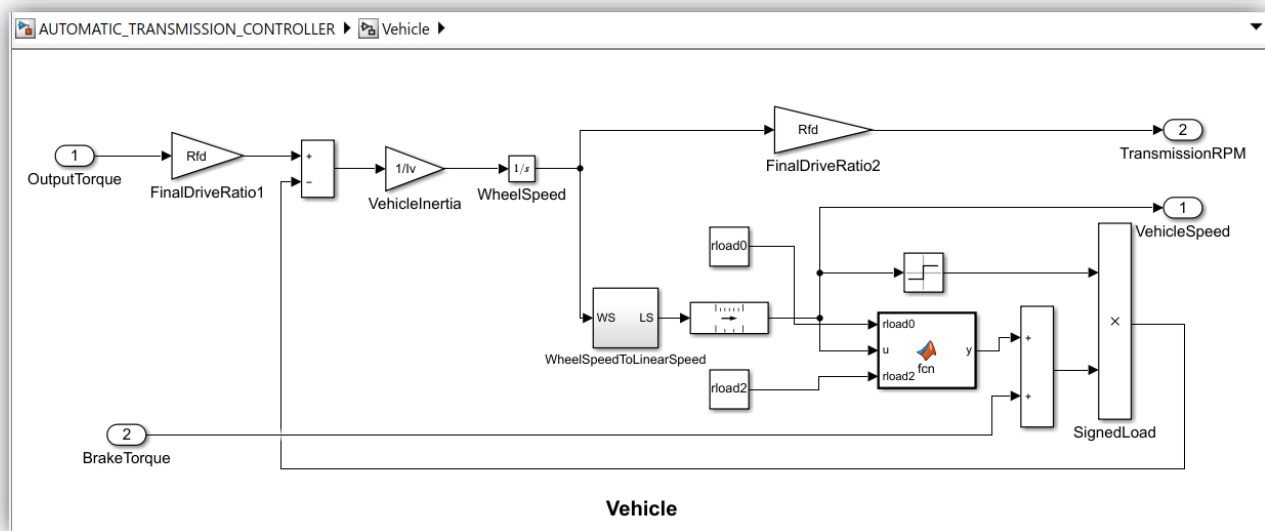 AUTOMATIC_TRANSMISSION_CONTROLLER Vehicle
1
OutputTorque
Rfd
FinalDriveRatio1
+
−
1/Iv
VehicleInertia
1/s
WheelSpeed
Rfd
FinalDriveRatio2
2
TransmissionRPM
1
VehicleSpeed
rload0
WS LS
WheelSpeedToLinearSpeed
rload0
u y
fcn
rload2
rload2
+
+
×
SignedLoad
2
BrakeTorque
Vehicle